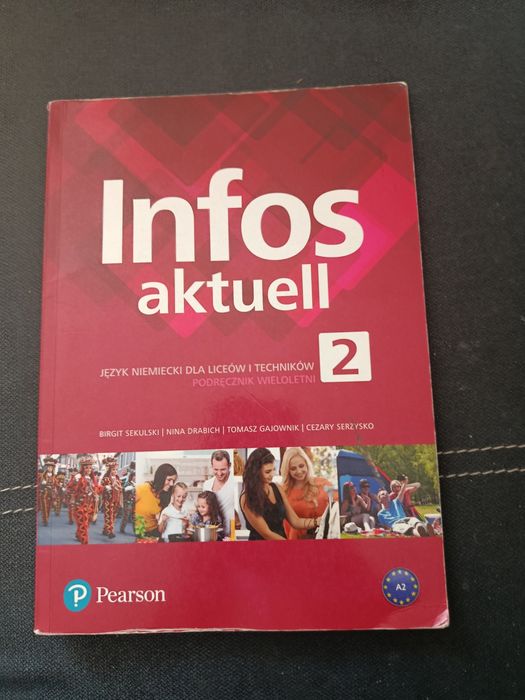 Infos
aktuell
2
JĘZYK NIEMIECKI DLA LICEÓW I TECHNIKÓW
PODRĘCZNIK WIELOLETNI
BIRGIT SEKULSKI | NINA DRABICH | TOMASZ GAJOWNIK | CEZARY SERZYSKO
P Pearson
A2